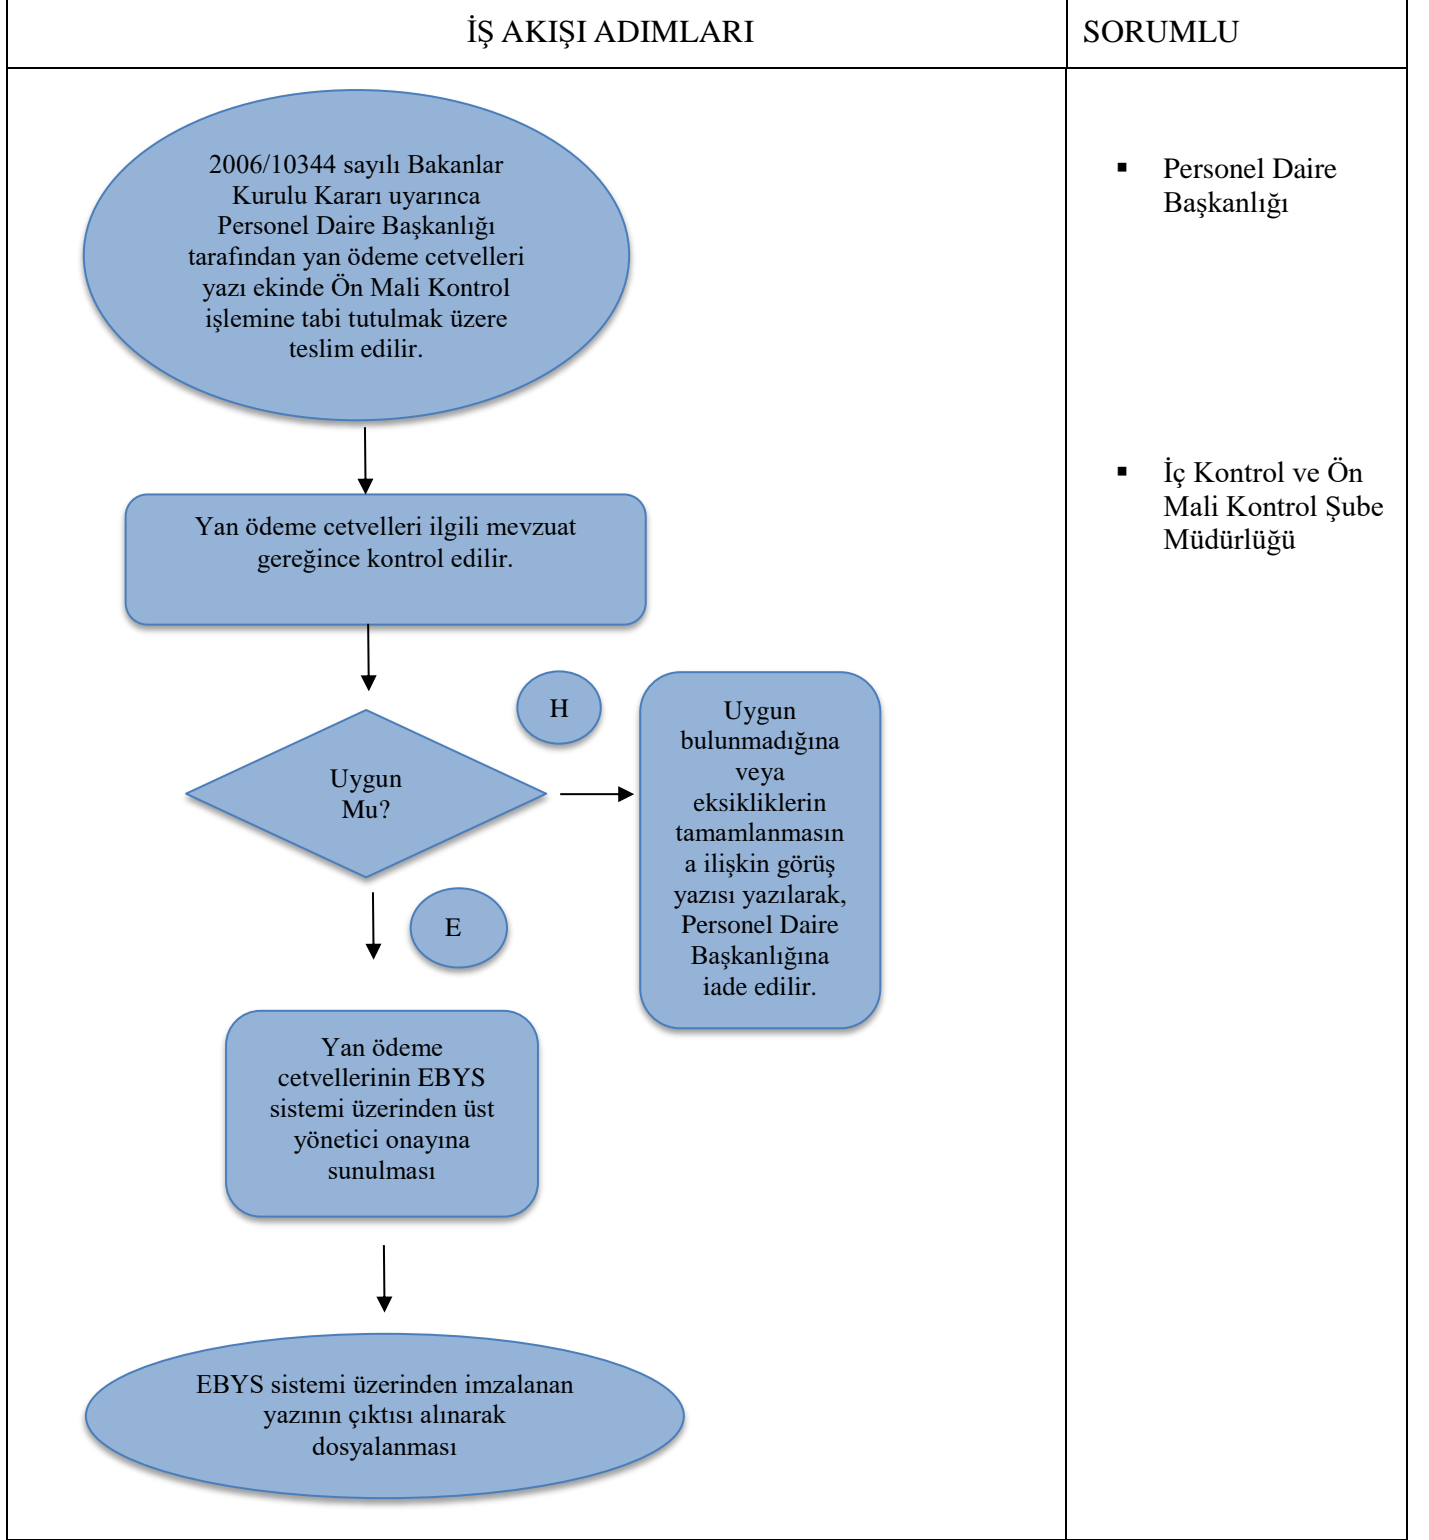 İŞ AKIŞI ADIMLARI
SORUMLU
2006/10344 sayılı Bakanlar
Kurulu Kararı uyarınca
Personel Daire Başkanlığı
tarafından yan ödeme cetvelleri
yazı ekinde Ön Mali Kontrol
işlemine tabi tutulmak üzere
teslim edilir.
▪ Personel Daire
Başkanlığı
Yan ödeme cetvelleri ilgili mevzuat
gereğince kontrol edilir.
▪ İç Kontrol ve Ön
Mali Kontrol Şube
Müdürlüğü
Uygun
Mu?
H
Uygun
bulunmadığına
veya
eksikliklerin
tamamlanmasın
a ilişkin görüş
yazısı yazılarak,
Personel Daire
Başkanlığına
iade edilir.
E
Yan ödeme
cetvellerinin EBYS
sistemi üzerinden üst
yönetici onayına
sunulması
EBYS sistemi üzerinden imzalanan
yazının çıktısı alınarak
dosyalanması